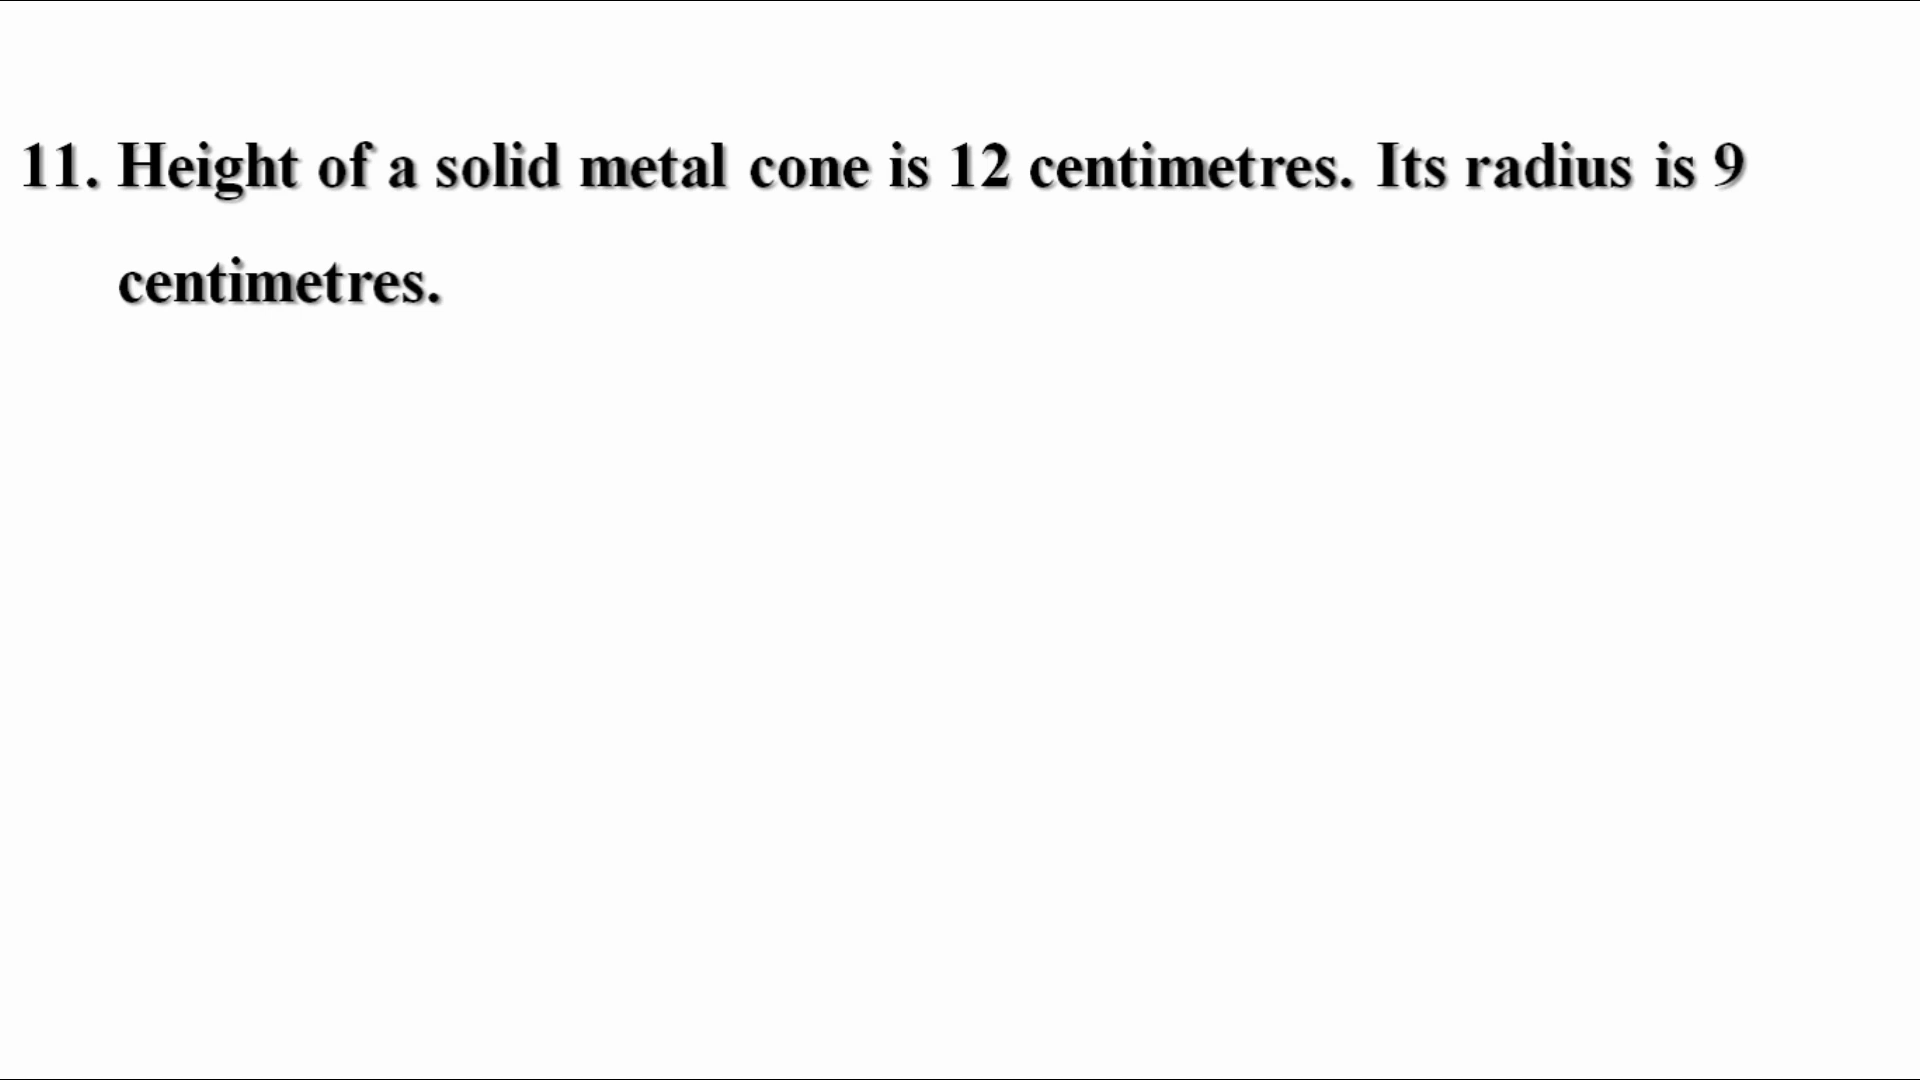 11. Height of a solid metal cone is 12 centimetres. Its radius is 9
centimetres.